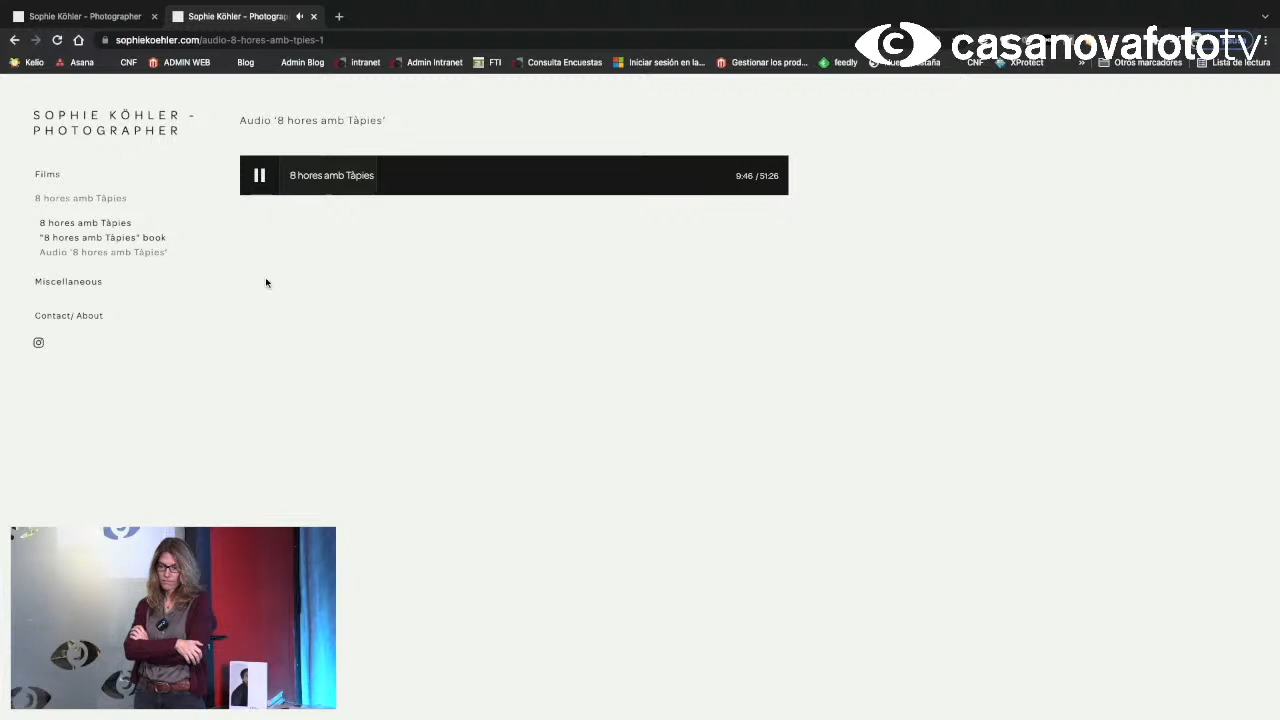 Sophie Köhler - Photographer
Sophie Köhler - Photograp
sophiekoehler.com/audio-8-hores-amb-tpies-1
casanovafototv
Kelio
Asana
CNF
ADMIN WEB
Blog
Admin Blog
intranet
Admin Intranet
FTI
Consulta Encuestas
Iniciar sesión en la...
Gestionar los prod...
feedly
CNF
XProtect
Otros marcadores
Lista de lectura
SOPHIE KÖHLER -
PHOTOGRAPHER
Audio '8 hores amb Tàpies'
Films
8 hores amb Tàpies
9:46 / 51:26
8 hores amb Tàpies
8 hores amb Tàpies
"8 hores amb Tàpies" book
Audio '8 hores amb Tàpies'
Miscellaneous
Contact/ About